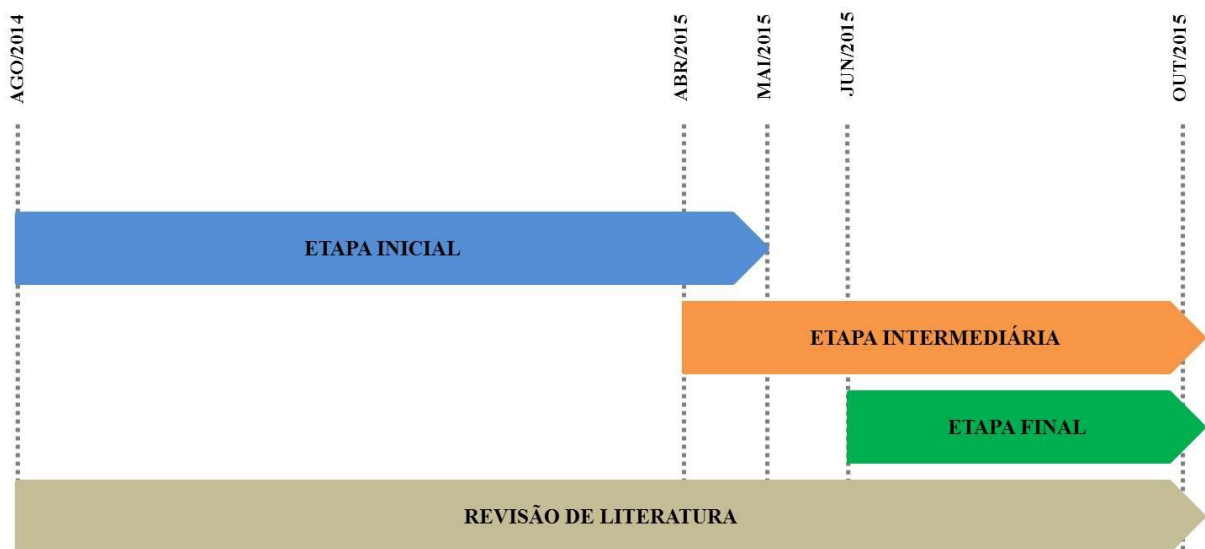 AGO/2014
ABR/2015
MAI/2015
JUN/2015
OUT/2015
ETAPA INICIAL
ETAPA INTERMEDIÁRIA
ETAPA FINAL
REVISÃO DE LITERATURA